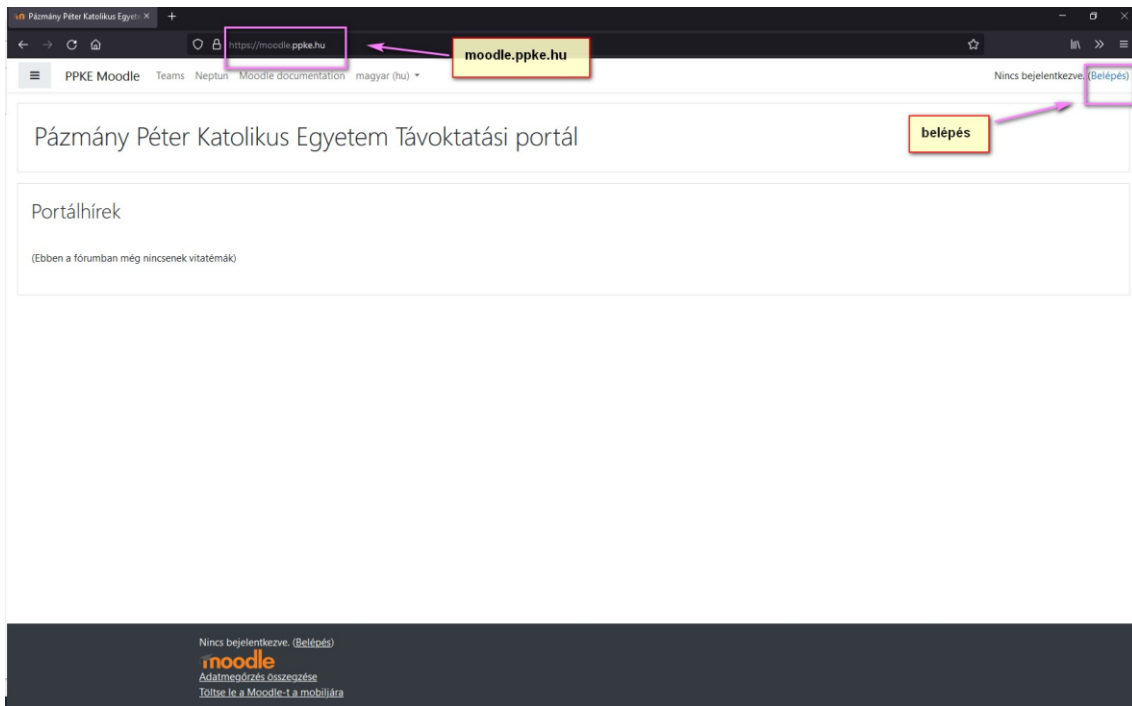 Pázmány Péter Katolikus Egyete
https://moodle.ppke.hu
moodle.ppke.hu
PPKE Moodle Teams Neptun Moodle documentation magyar (hu)
Nincs bejelentkezve. (Belépés)
belépés
Pázmány Péter Katolikus Egyetem Távoktatási portál
Portálhírek
(Ebben a fórumban még nincsenek vitatémák)
Nincs bejelentkezve. (Belépés)
moodle
Adatmegőrzés összegzése
Töltse le a Moodle-t a mobiljára